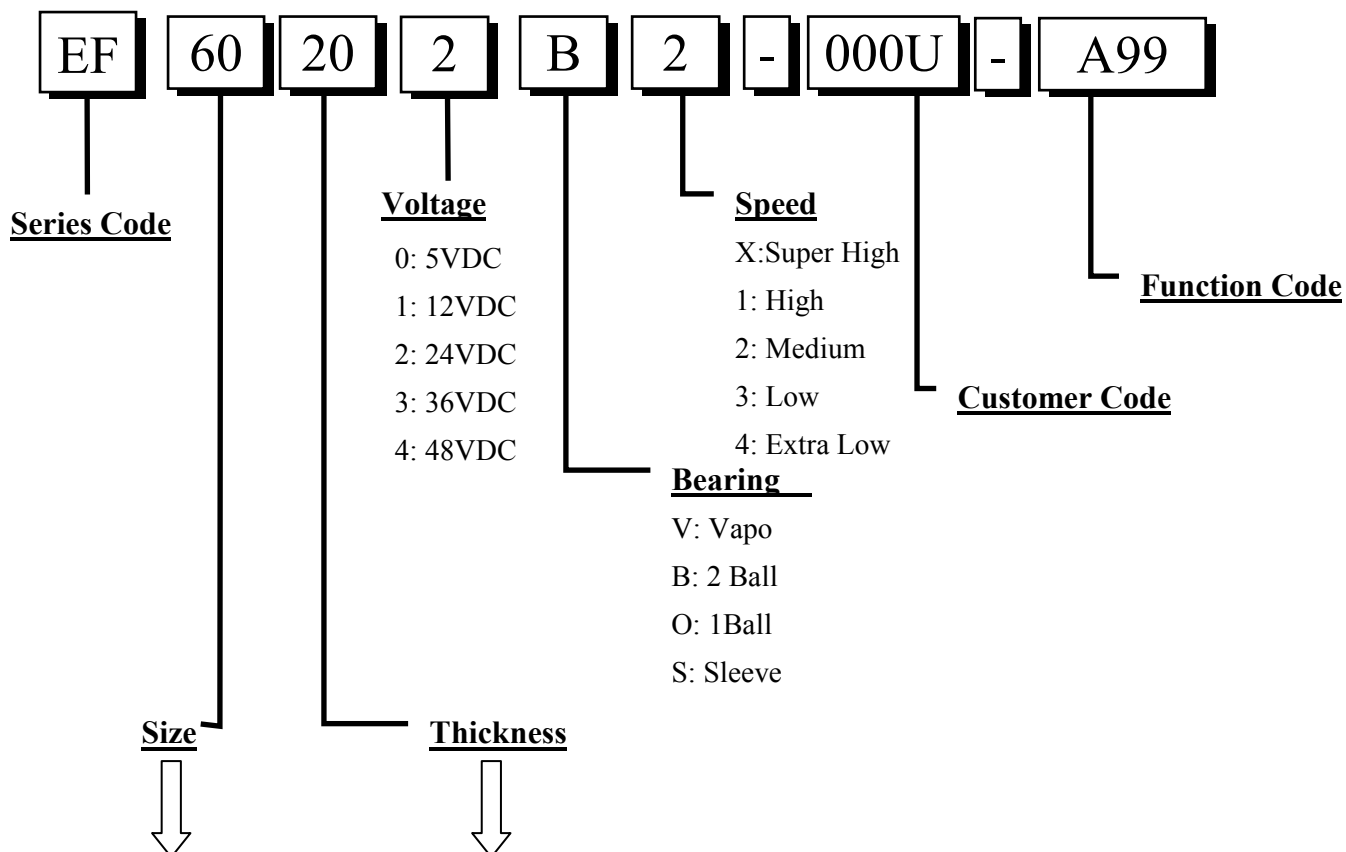 EF 60 20 2 B 2 - 000U - A99
Series Code
Voltage
0: 5VDC
1: 12VDC
2: 24VDC
3: 36VDC
4: 48VDC
Speed
X:Super High
1: High
2: Medium
3: Low
4: Extra Low
Function Code
Customer Code
Bearing
V: Vapo
B: 2 Ball
O: 1Ball
S: Sleeve
Size
Thickness